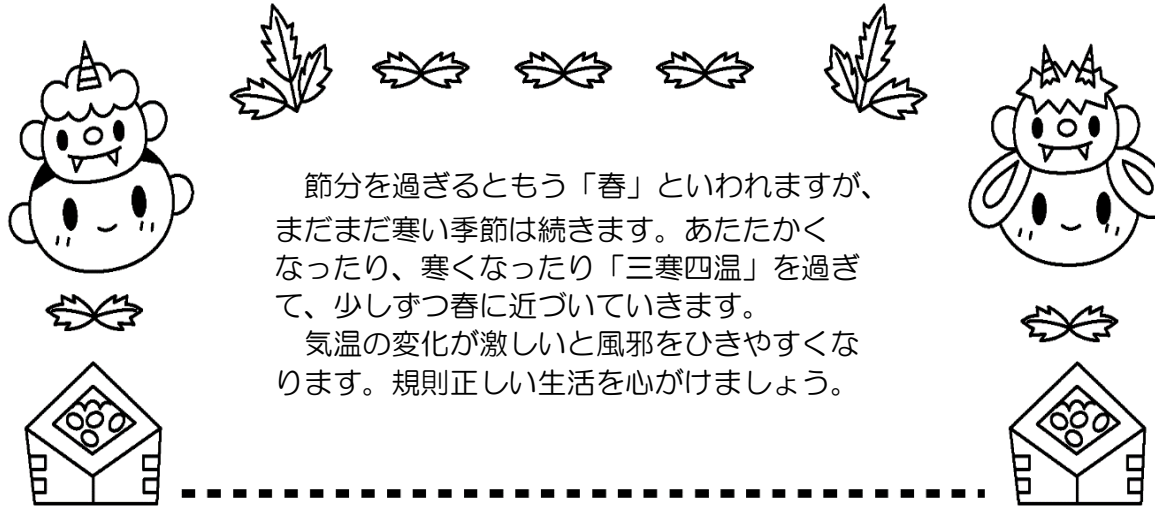 節分を過ぎるともう「春」といわれますが、
まだまだ寒い季節は続きます。あたたかく
なったり、寒くなったり「三寒四温」を過ぎ
て、少しずつ春に近づいていきます。
　気温の変化が激しいと風邪をひきやすくな
ります。規則正しい生活を心がけましょう。